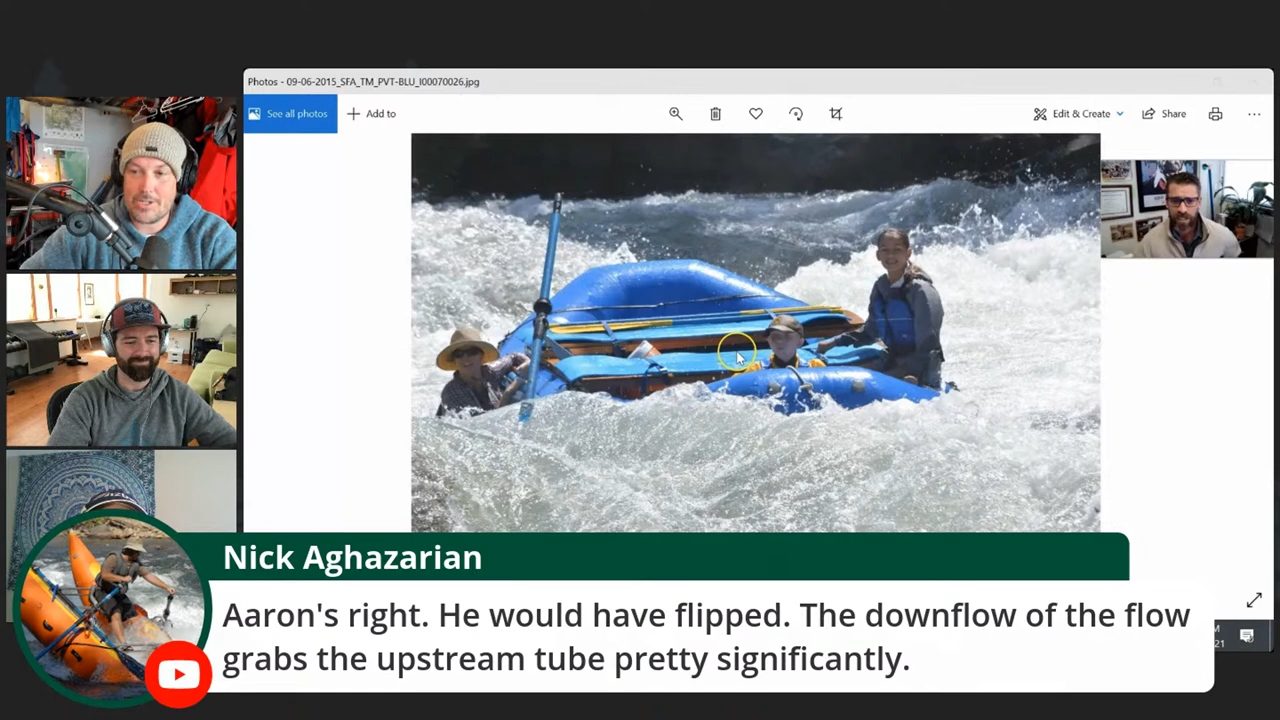 Photos - 09-06-2015_SFA_TM_PVT-BLU_I00070026.jpg
See all photos
Add to
Edit & Create
Share
Nick Aghazarian
Aaron's right. He would have flipped. The downflow of the flow
grabs the upstream tube pretty significantly.